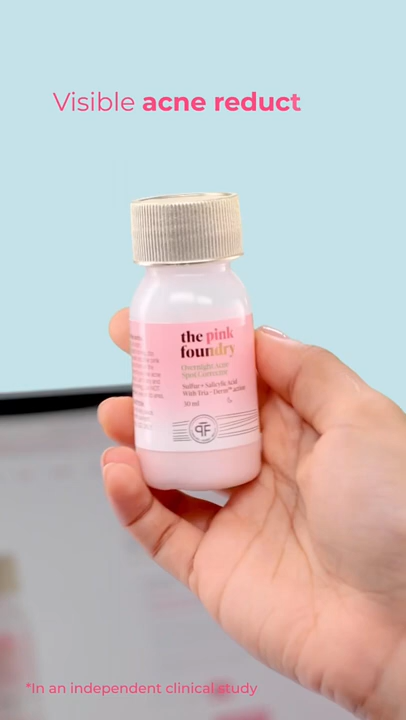 Visible acne reduct
the pink
foundry
Overnight Acne
Spot Corrector
Sulfur + Salicylic Acid
With Tria - Derm™ action
30 ml
*In an independent clinical study